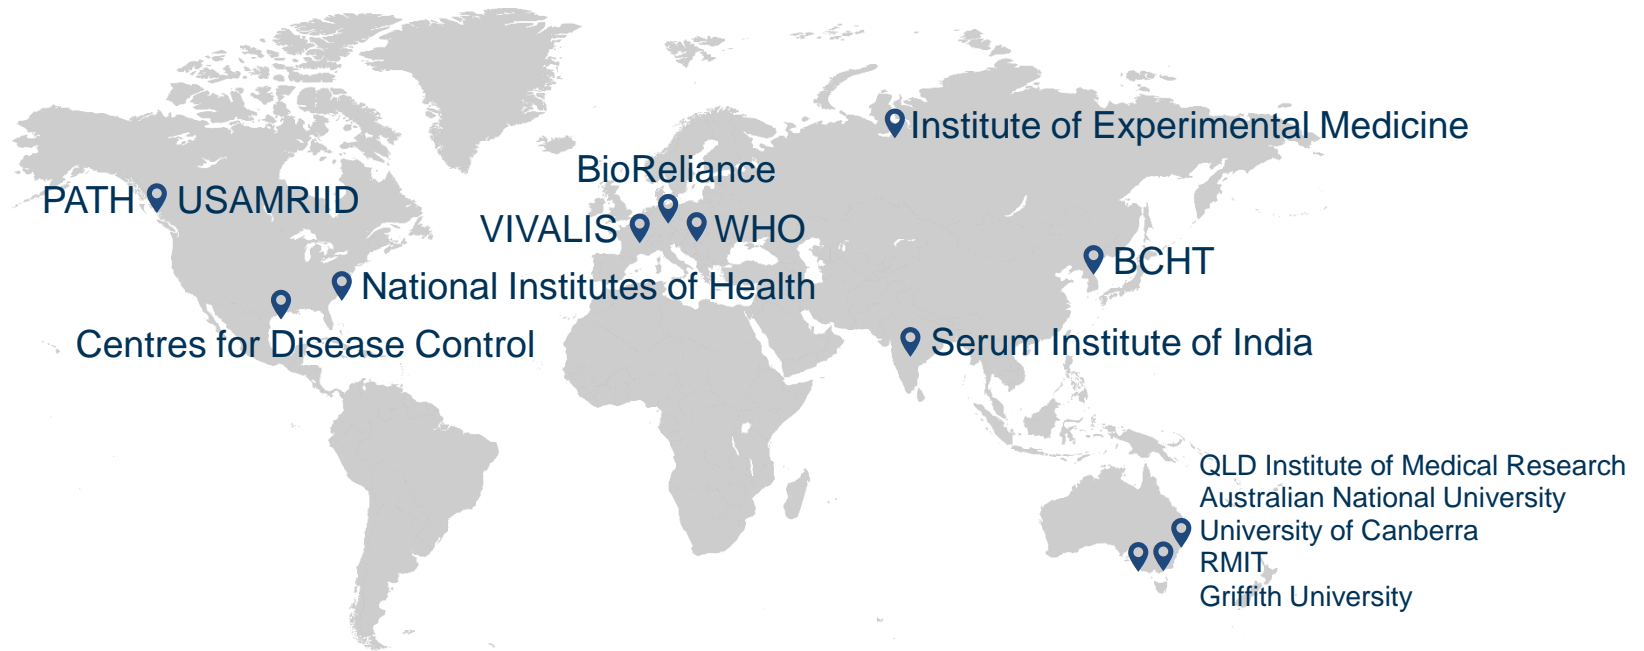 Institute of Experimental Medicine
BioReliance
PATH USAMRIID
VIVALIS WHO
BCHT
National Institutes of Health
Centres for Disease Control
Serum Institute of India
QLD Institute of Medical Research
Australian National University
University of Canberra
RMIT
Griffith University